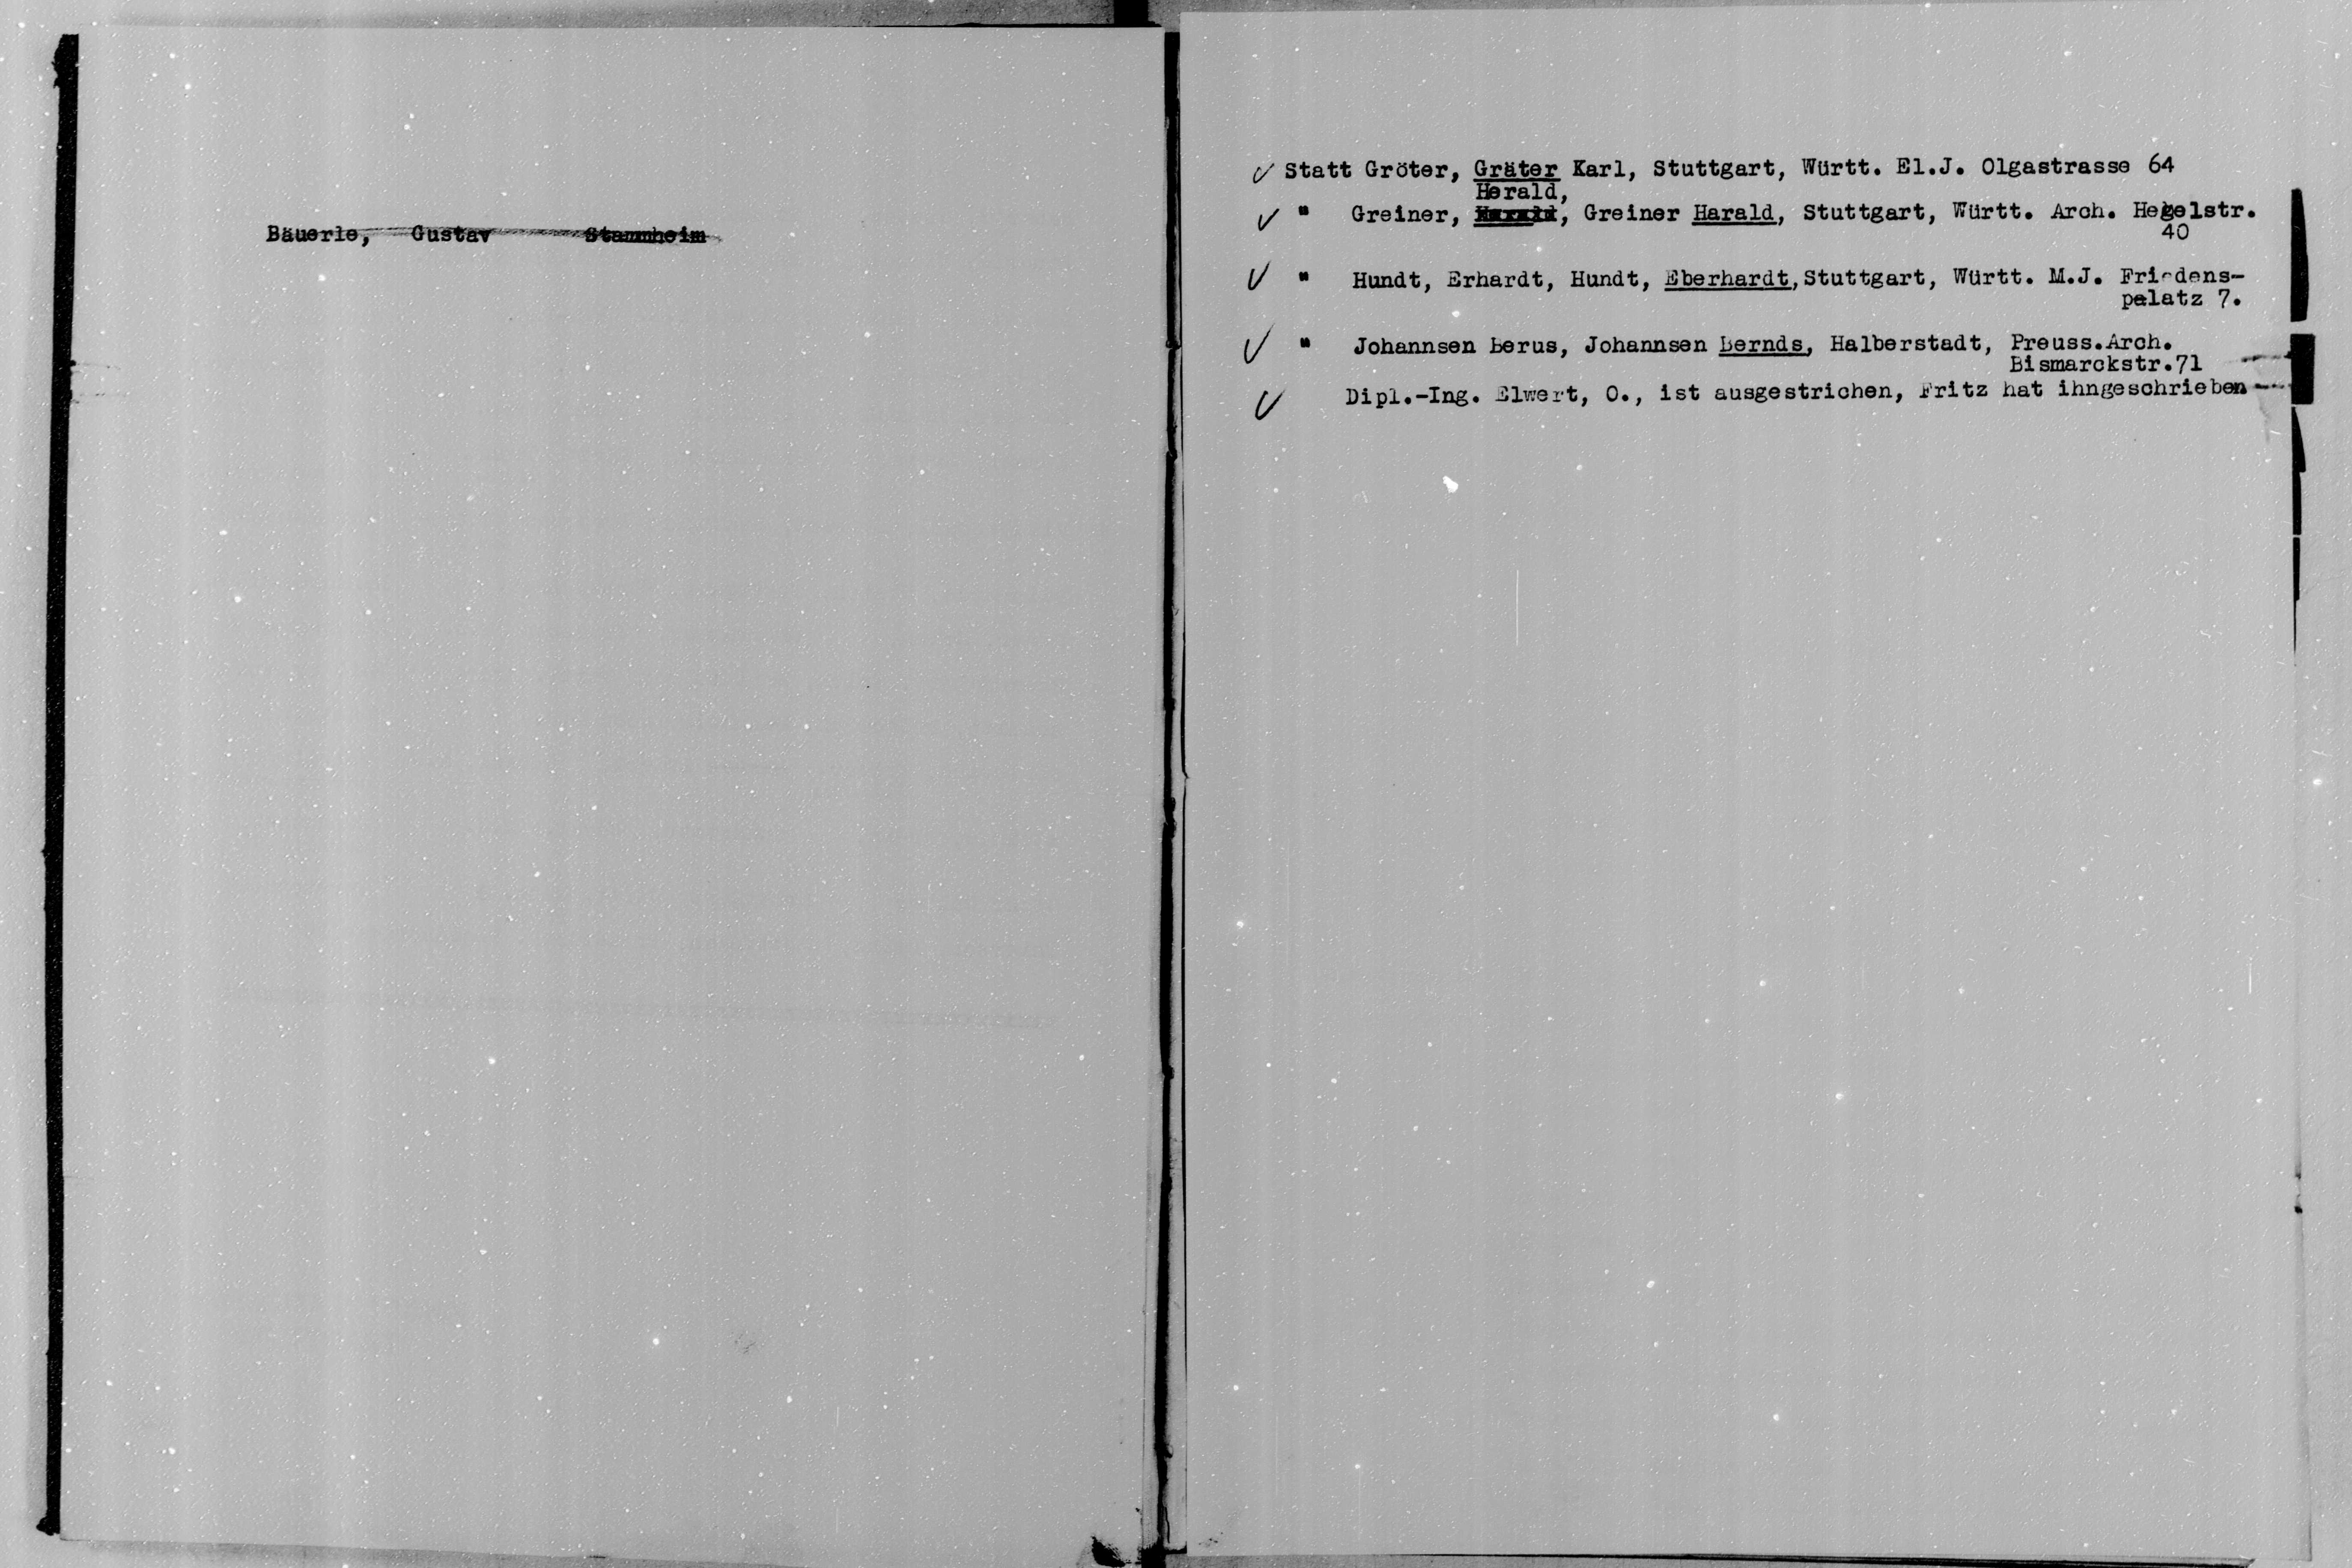 Bäuerle, Gustav Stammheim
Statt Gröter, Gräter Karl, Stuttgart, Württ. El.J. Olgastrasse 64
Herald,
" Greiner, Harald, Greiner Harald, Stuttgart, Württ. Arch. Hegelstr.
40
" Hundt, Erhardt, Hundt, Eberhardt, Stuttgart, Württ. M.J. Friedens-
palatz 7.
" Johannsen Berus, Johannsen Bernds, Halberstadt, Preuss.Arch.
Bismarckstr.71
Dipl.-Ing. Elwert, O., ist ausgestrichen, Fritz hat ihngeschrieben